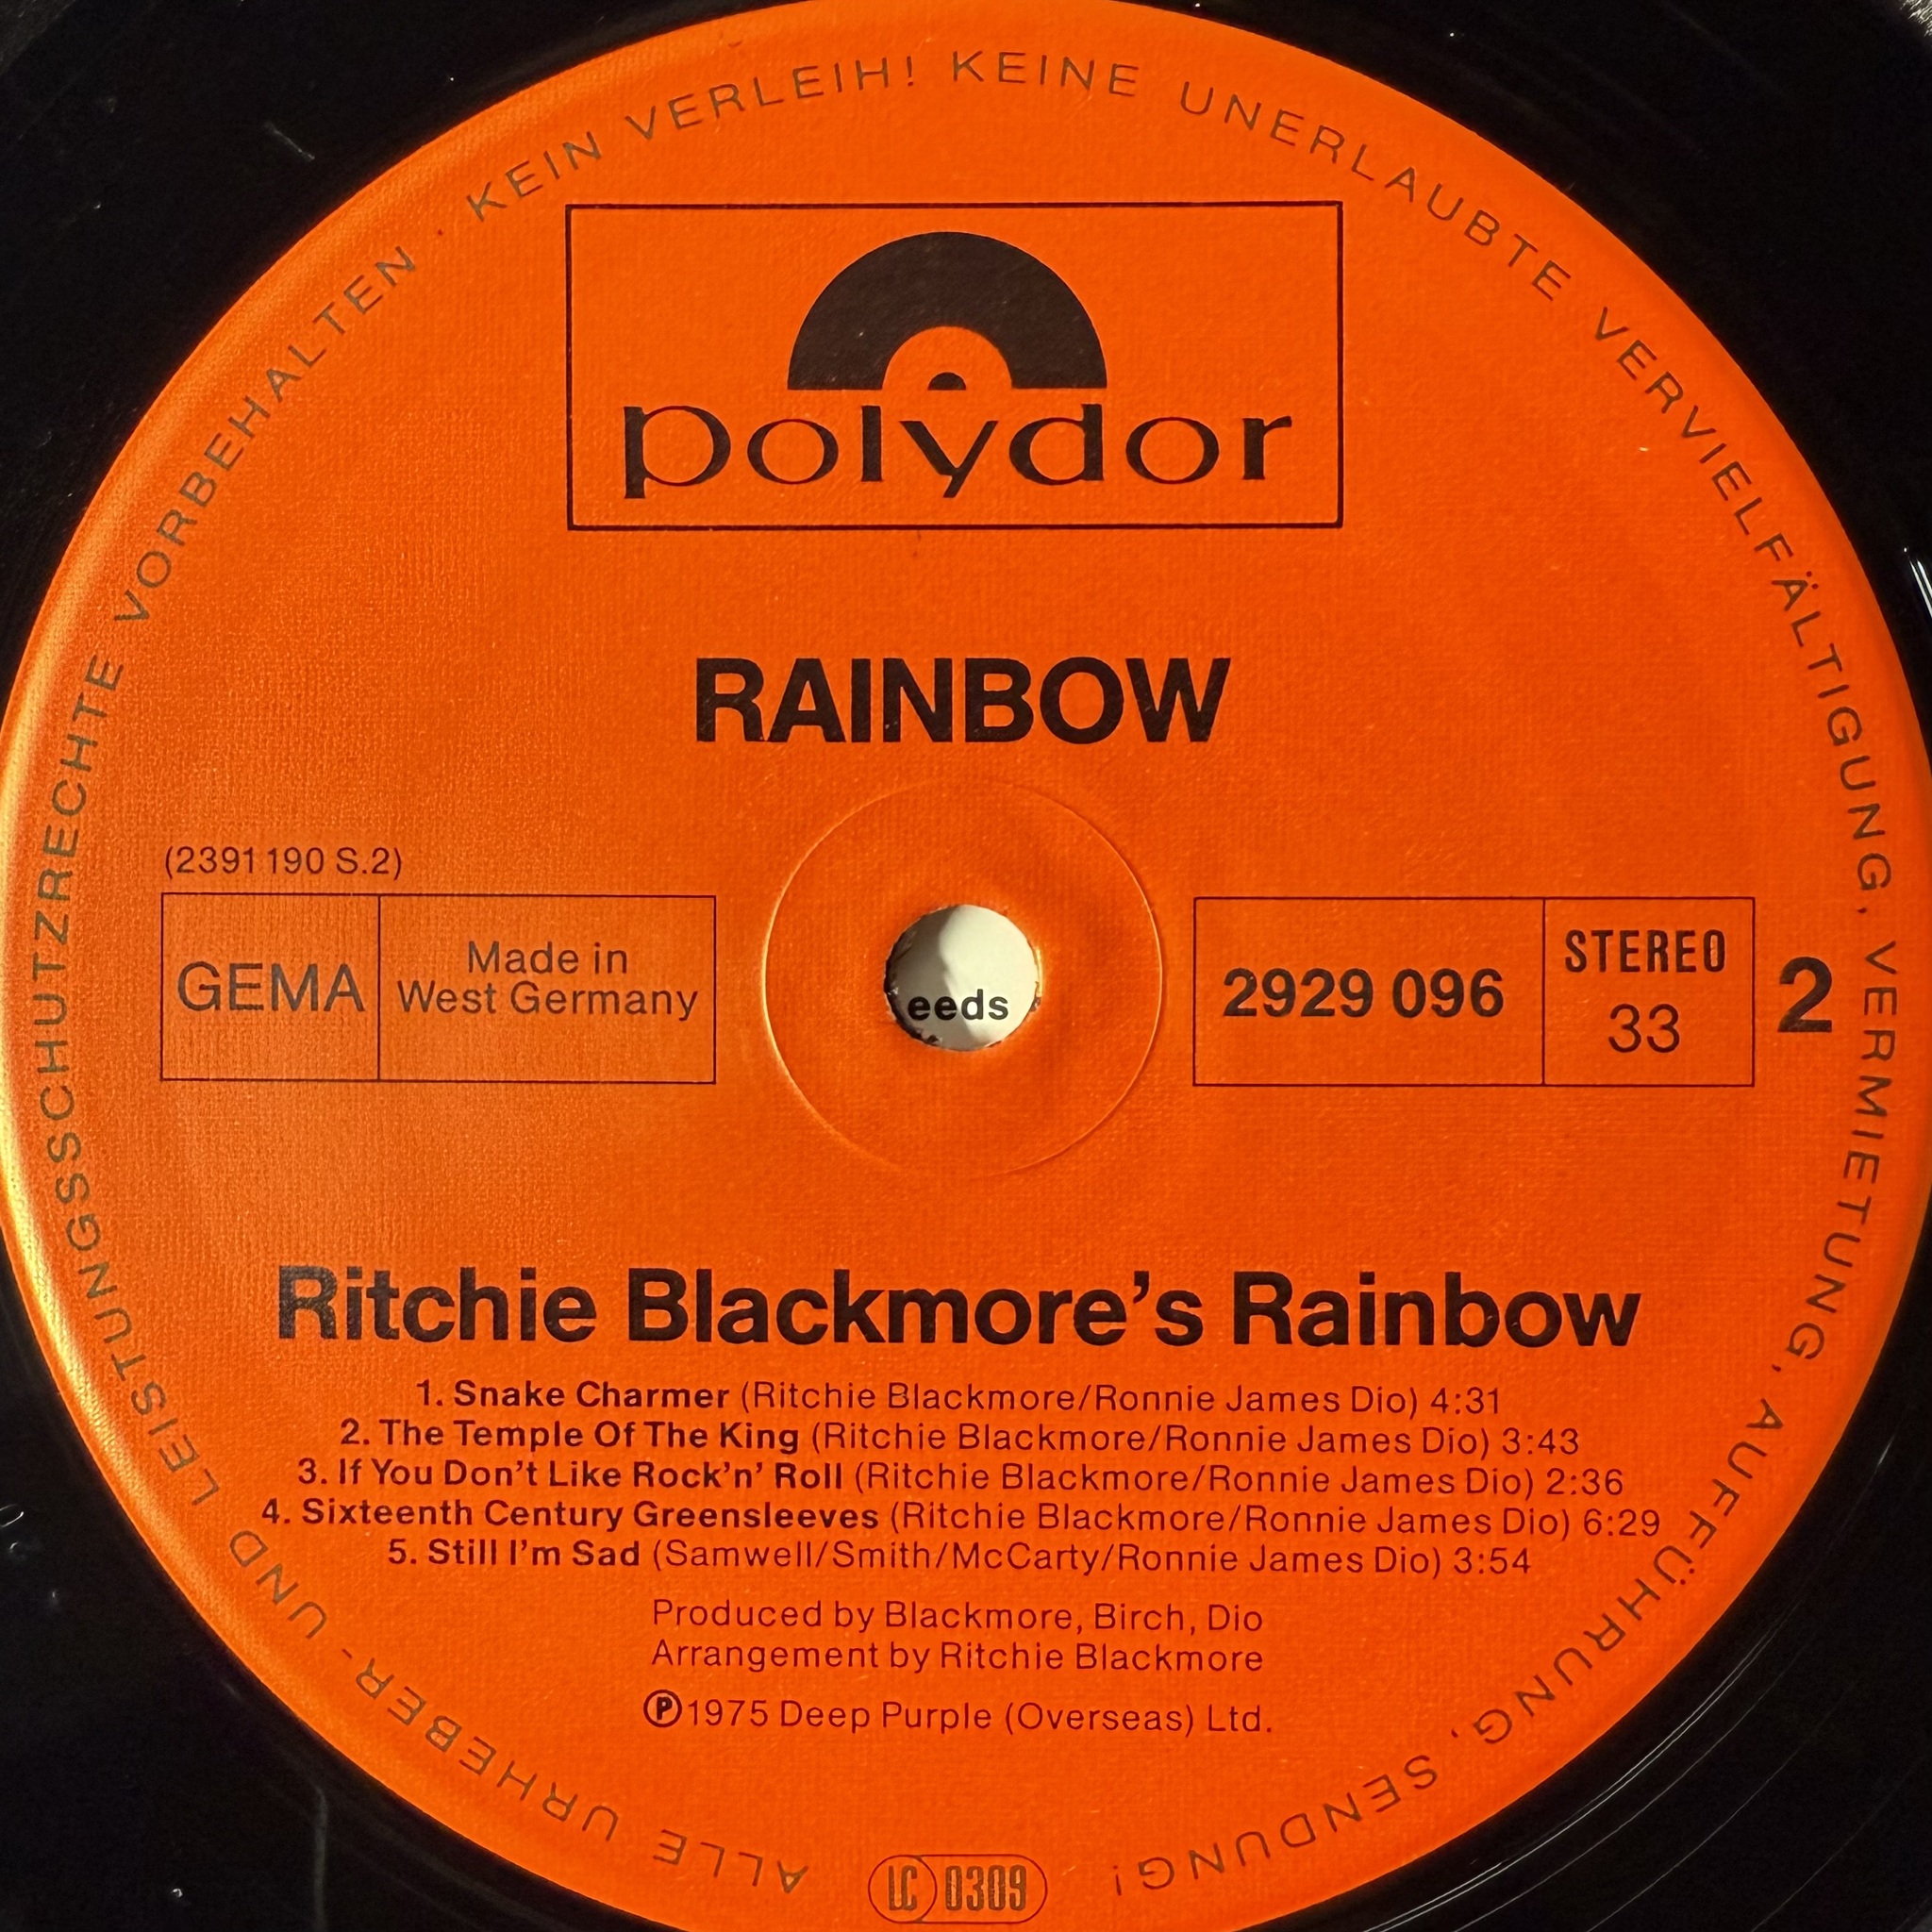 ALLE URHEBER- UND LEISTUNGSSCHUTZRECHTE VORBEHALTEN · KEIN VERLEIH! KEINE UNERLAUBTE VERVIELFÄLTIGUNG, VERMIETUNG, AUFFÜHRUNG, SENDUNG!
polydor
RAINBOW
(2391 190 S.2)
GEMA
Made in
West Germany
eeds
2929 096
STEREO
33
2
Ritchie Blackmore's Rainbow
1. Snake Charmer (Ritchie Blackmore/Ronnie James Dio) 4:31
2. The Temple Of The King (Ritchie Blackmore/Ronnie James Dio) 3:43
3. If You Don't Like Rock'n' Roll (Ritchie Blackmore/Ronnie James Dio) 2:36
4. Sixteenth Century Greensleeves (Ritchie Blackmore/Ronnie James Dio) 6:29
5. Still I'm Sad (Samwell/Smith/McCarty/Ronnie James Dio) 3:54
Produced by Blackmore, Birch, Dio
Arrangement by Ritchie Blackmore
Ⓟ1975 Deep Purple (Overseas) Ltd.
LC 0309